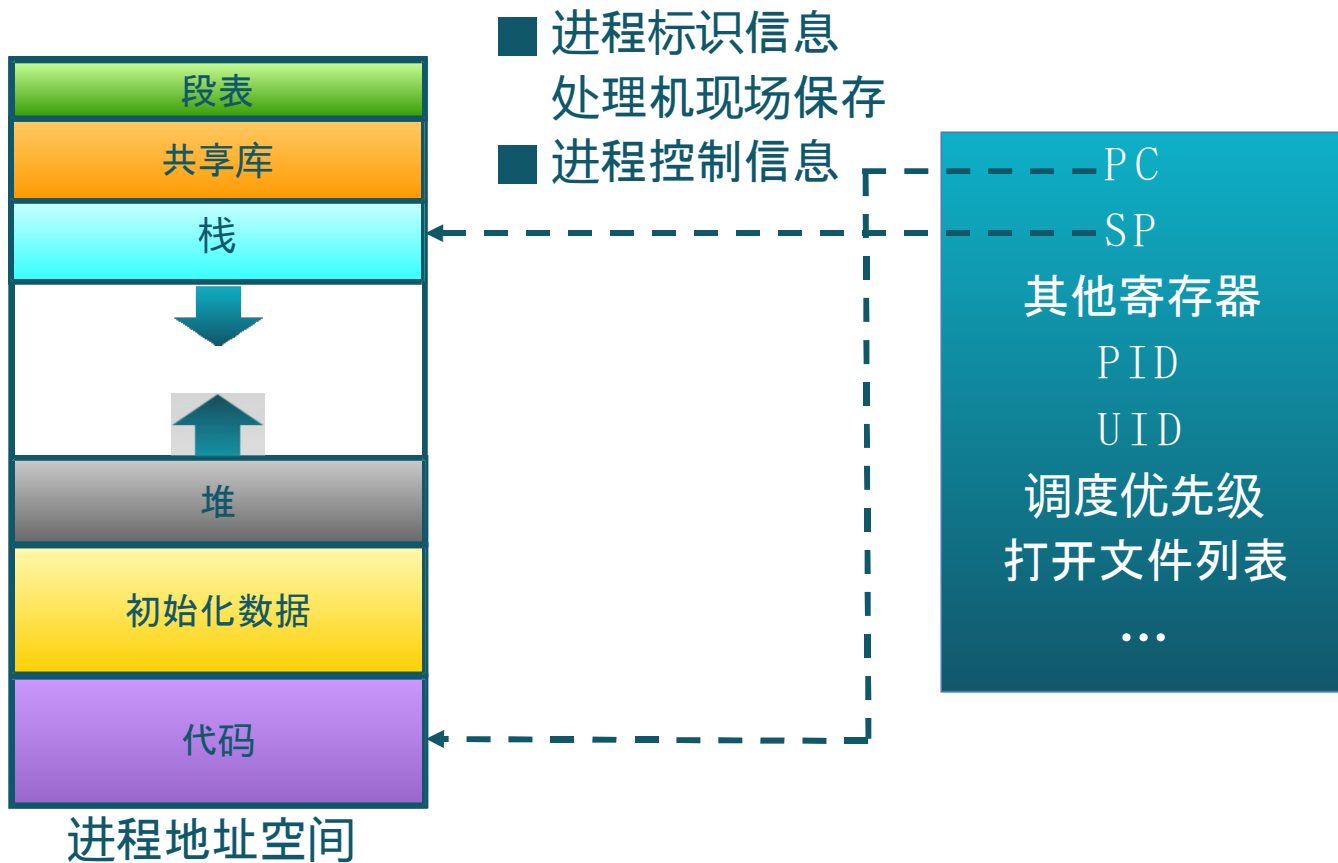 进程标识信息
处理机现场保存
进程控制信息
段表
共享库
栈
堆
初始化数据
代码
进程地址空间
PC
SP
其他寄存器
PID
UID
调度优先级
打开文件列表
...